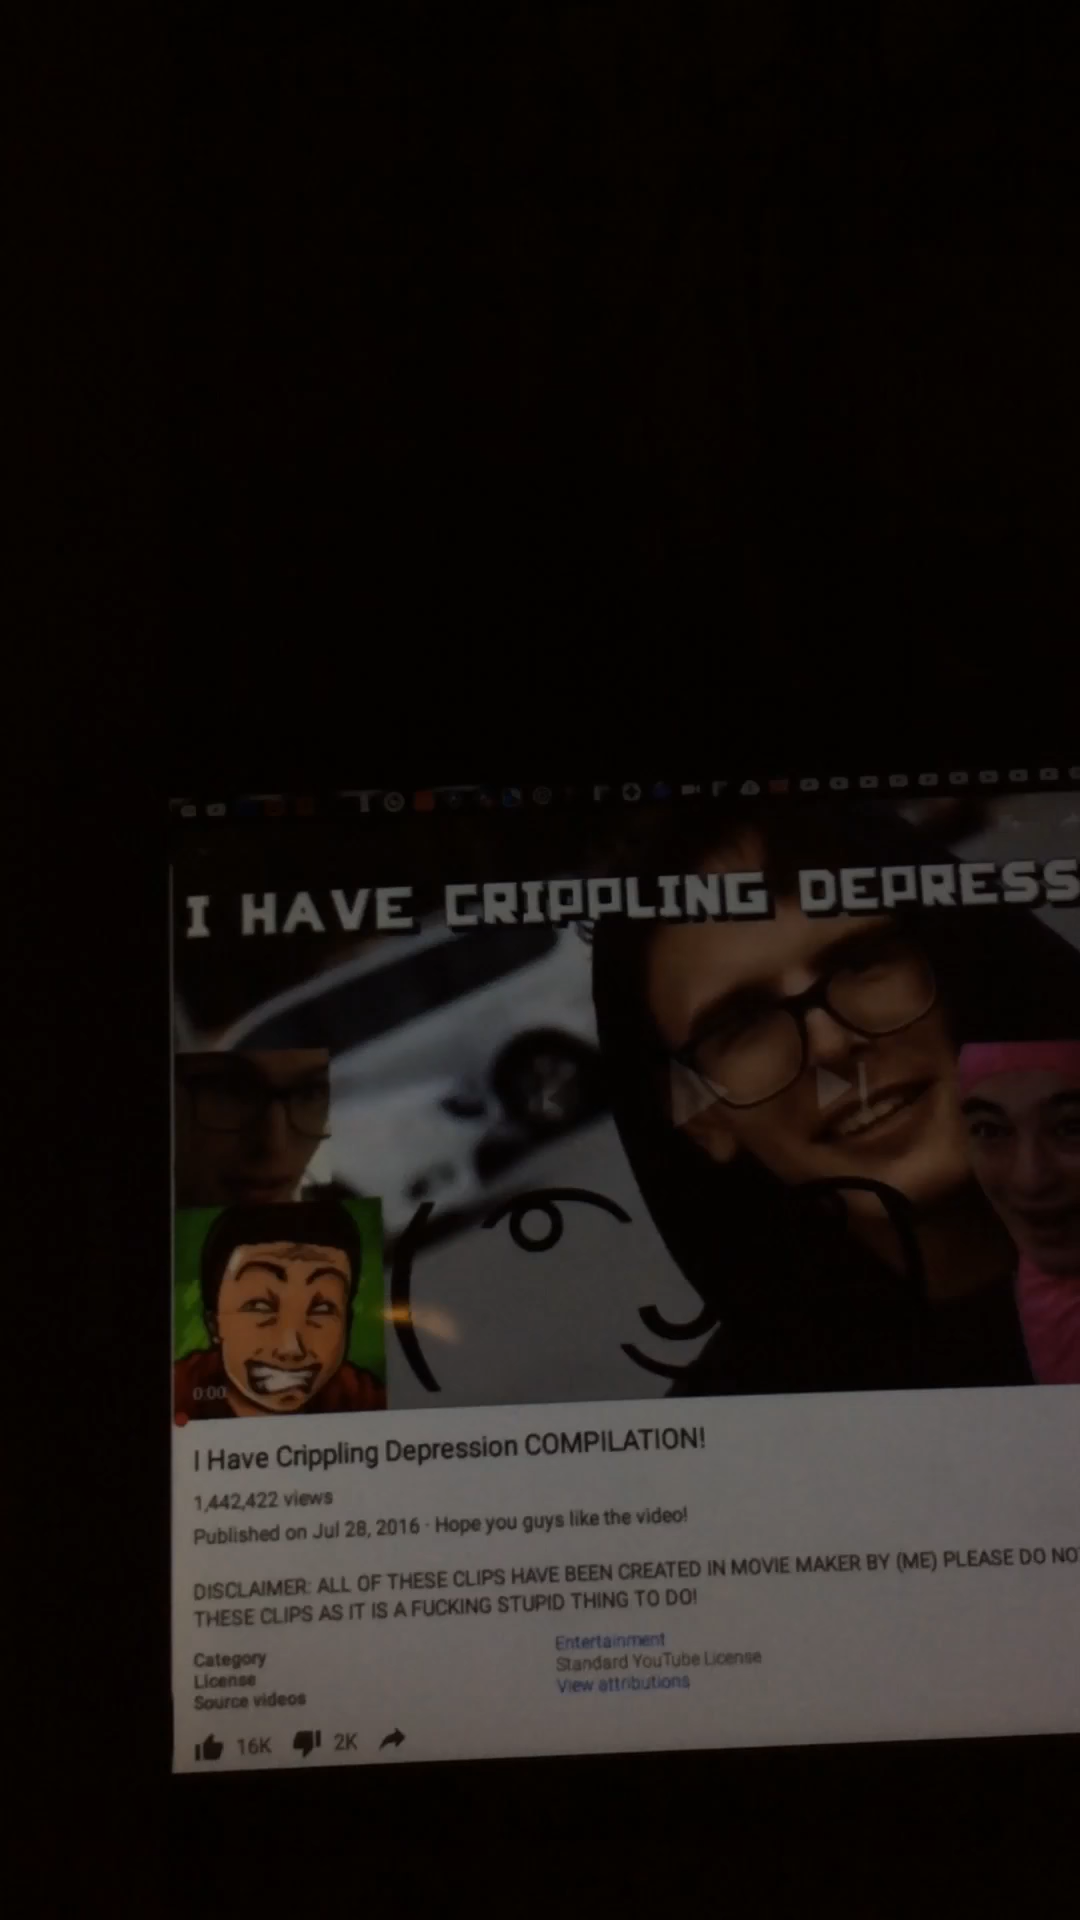 I HAVE CRIPPLING DEPRESS
0:00
I Have Crippling Depression COMPILATION!
1,442,422 views
Published on Jul 28, 2016 · Hope you guys like the video!
DISCLAIMER: ALL OF THESE CLIPS HAVE BEEN CREATED IN MOVIE MAKER BY (ME) PLEASE DO NO
THESE CLIPS AS IT IS A FUCKING STUPID THING TO DO!
Category Entertainment
License Standard YouTube License
Source videos View attributions
16K 2K